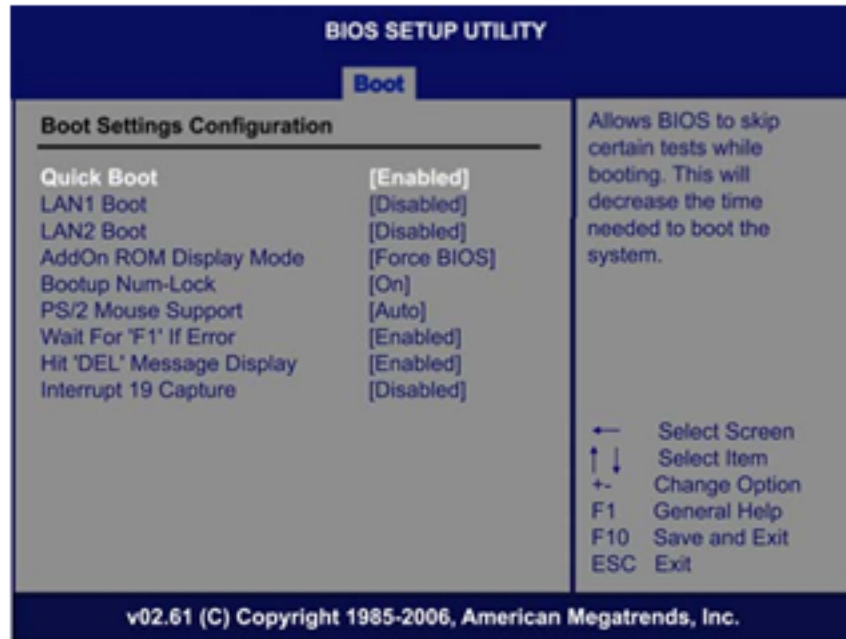 BIOS SETUP UTILITY
Boot
Boot Settings Configuration
Quick Boot [Enabled]
LAN1 Boot [Disabled]
LAN2 Boot [Disabled]
AddOn ROM Display Mode [Force BIOS]
Bootup Num-Lock [On]
PS/2 Mouse Support [Auto]
Wait For 'F1' If Error [Enabled]
Hit 'DEL' Message Display [Enabled]
Interrupt 19 Capture [Disabled]
Allows BIOS to skip
certain tests while
booting. This will
decrease the time
needed to boot the
system.
← Select Screen
↑ ↓ Select Item
+- Change Option
F1 General Help
F10 Save and Exit
ESC Exit
v02.61 (C) Copyright 1985-2006, American Megatrends, Inc.